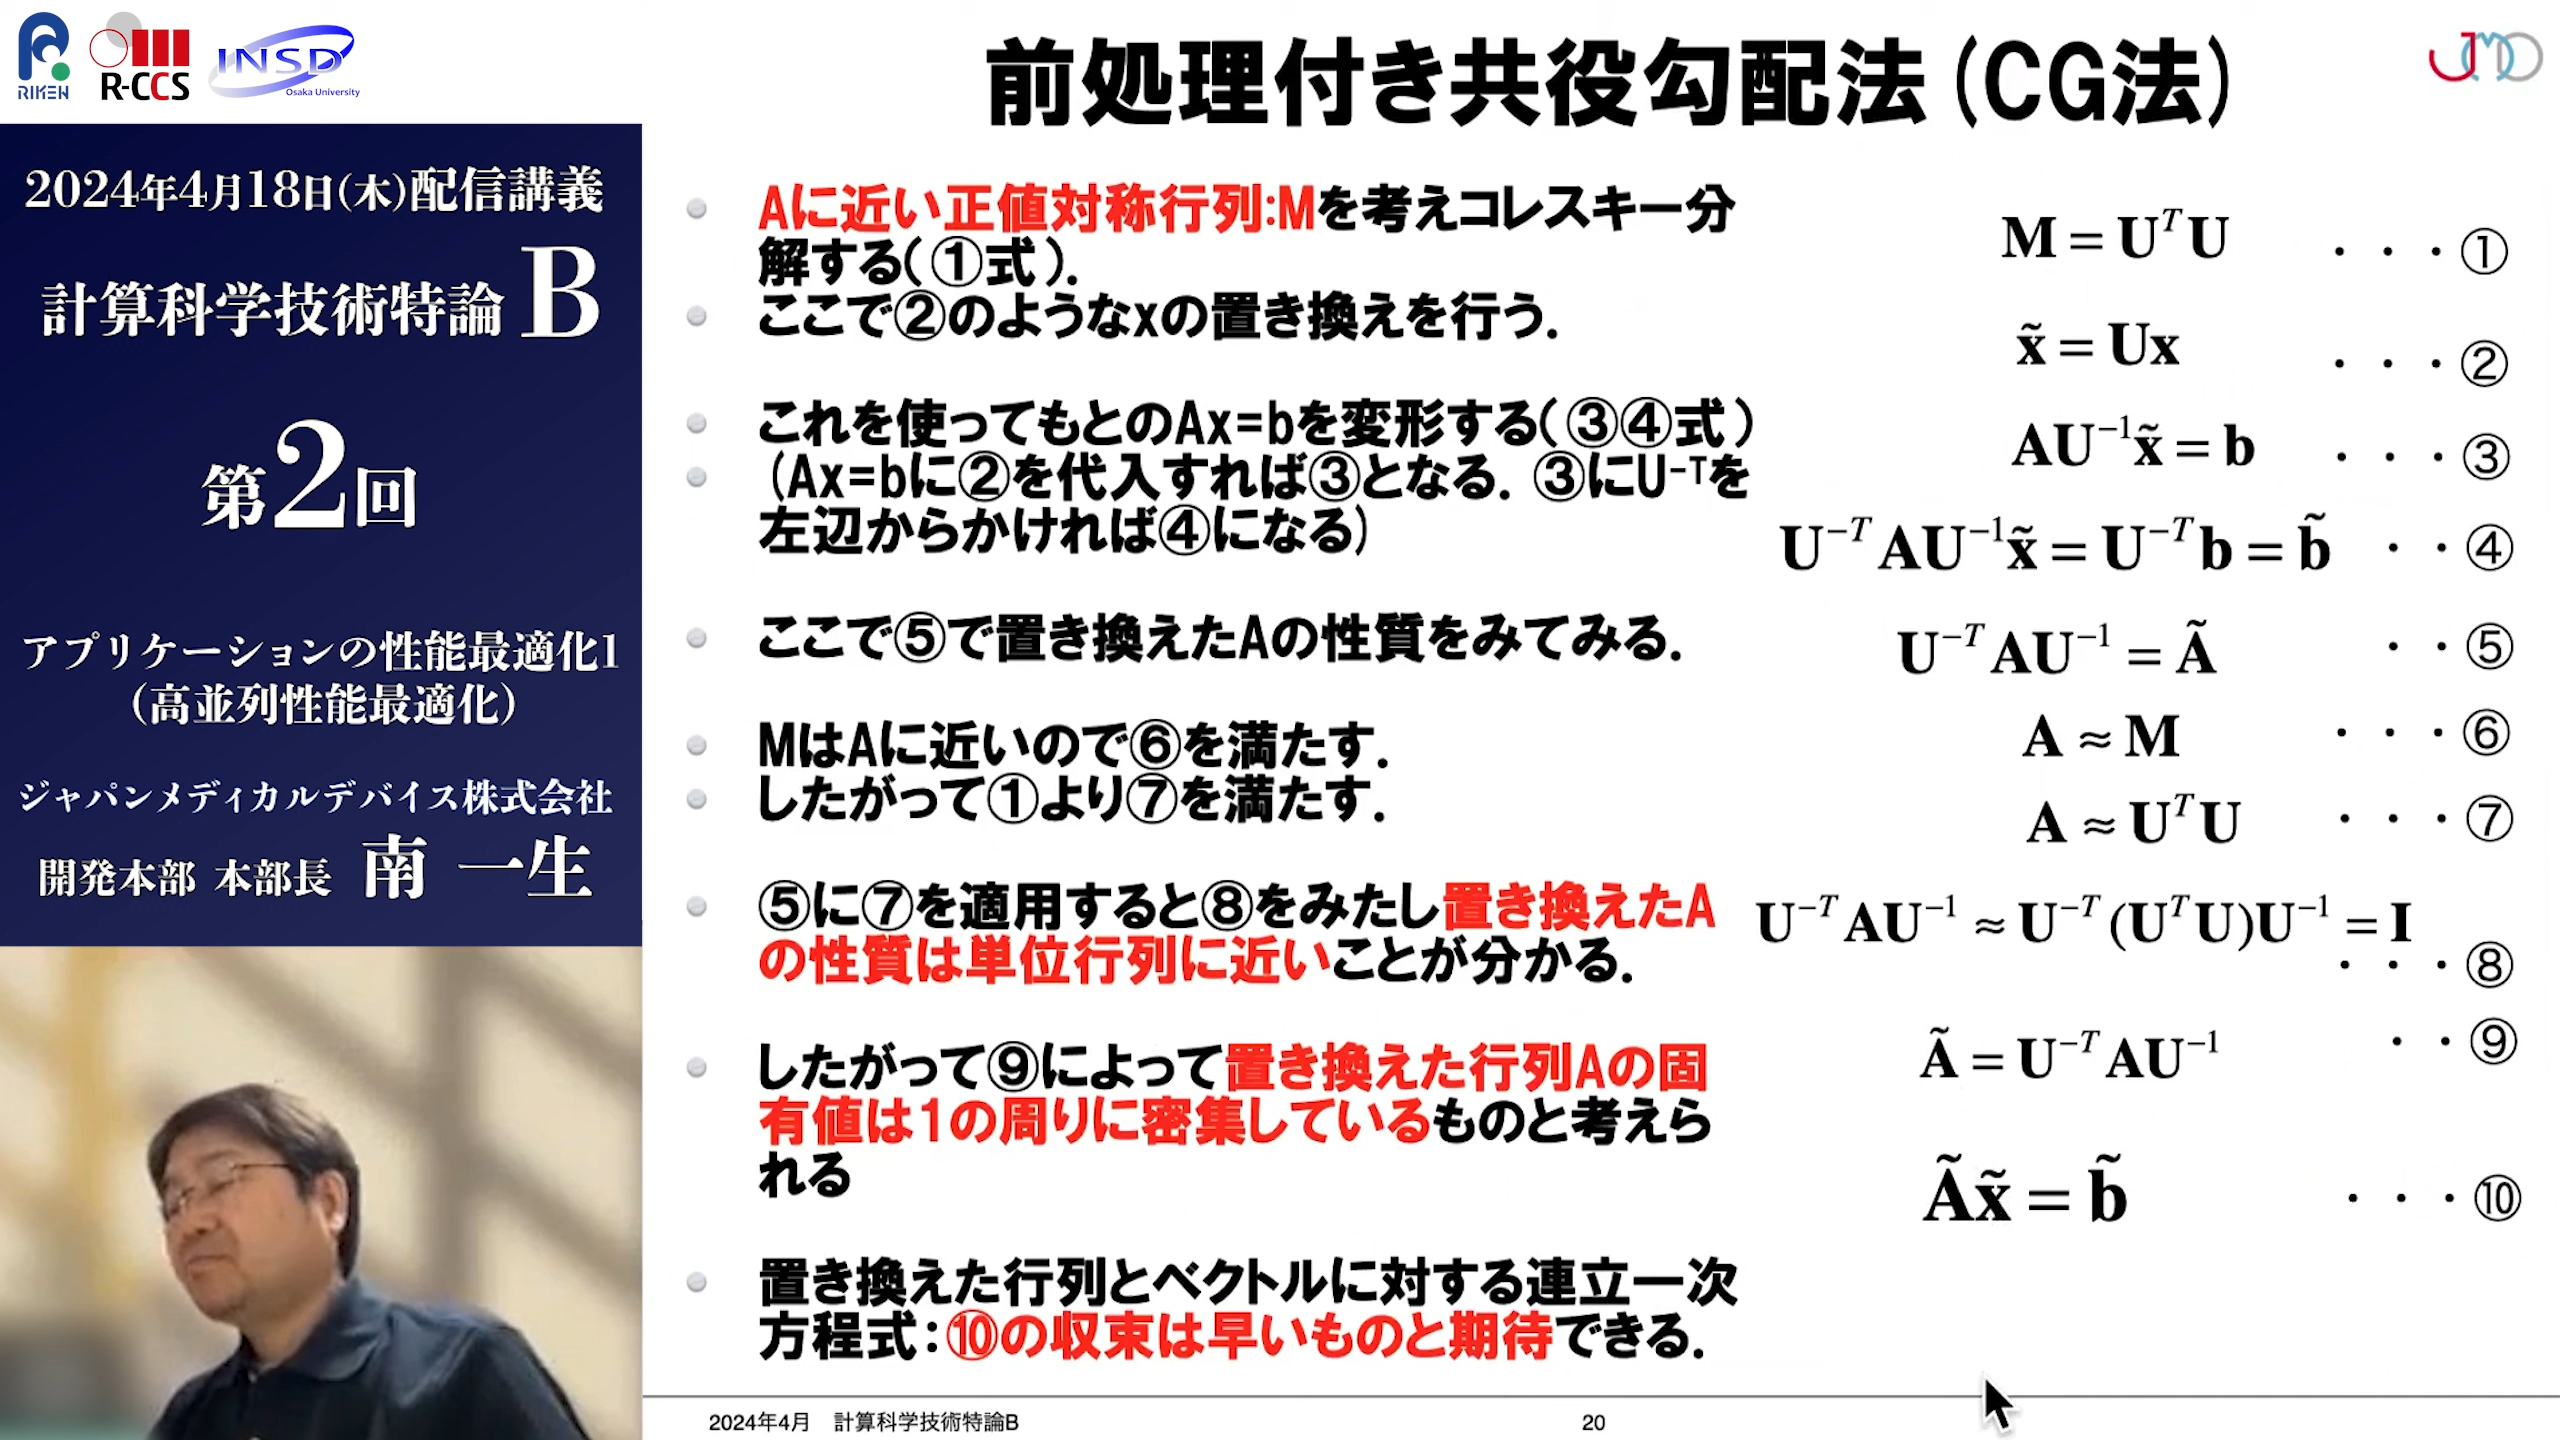 RIKEN
R-CCS
INSD
Osaka University
前処理付き共役勾配法(CG法)
JMD
2024年4月18日(木)配信講義
計算科学技術特論 B
第2回
アプリケーションの性能最適化1
(高並列性能最適化)
ジャパンメディカルデバイス株式会社
開発本部 本部長 南 一生
Aに近い正値対称行列:Mを考えコレスキー分
解する(①式).
ここで②のようなxの置き換えを行う.
これを使ってもとのAx=bを変形する(③④式)
(Ax=bに②を代入すれば③となる. ③にU⁻ᵀを
左辺からかければ④になる)
ここで⑤で置き換えたAの性質をみてみる.
MはAに近いので⑥を満たす.
したがって①より⑦を満たす.
⑤に⑦を適用すると⑧をみたし置き換えたA
の性質は単位行列に近いことが分かる.
したがって⑨によって置き換えた行列Aの固
有値は1の周りに密集しているものと考えら
れる
置き換えた行列とベクトルに対する連立一次
方程式:⑩の収束は早いものと期待できる.
M = UᵀU ・・・①
x̃ = Ux ・・・②
AU⁻¹x̃ = b ・・・③
U⁻ᵀAU⁻¹x̃ = U⁻ᵀb = b̃ ・・④
U⁻ᵀAU⁻¹ = Ã ・・⑤
A ≈ M ・・・⑥
A ≈ UᵀU ・・・⑦
U⁻ᵀAU⁻¹ ≈ U⁻ᵀ(UᵀU)U⁻¹ = I
・・・⑧
Ã = U⁻ᵀAU⁻¹ ・・⑨
Ãx̃ = b̃ ・・・⑩
2024年4月 計算科学技術特論B
20